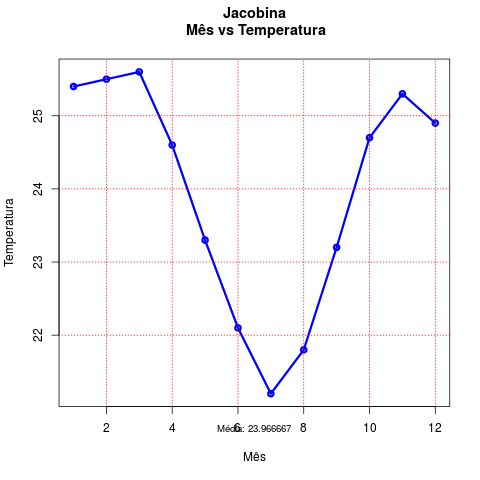 Jacobina
Mês vs Temperatura
Temperatura
25
24
23
22
2 4 6 8 10 12
Média: 23.966667
Mês